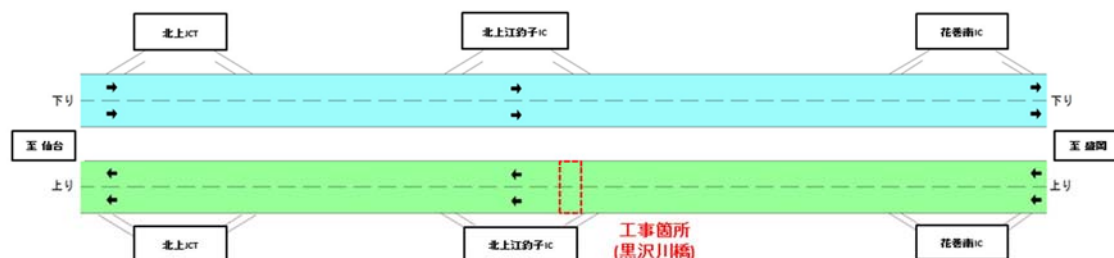 北上JCT
北上江釣子IC
花巻南IC
下り
下り
至 仙台
至 盛岡
上り
上り
北上JCT
北上江釣子IC
花巻南IC
工事箇所
(黒沢川橋)